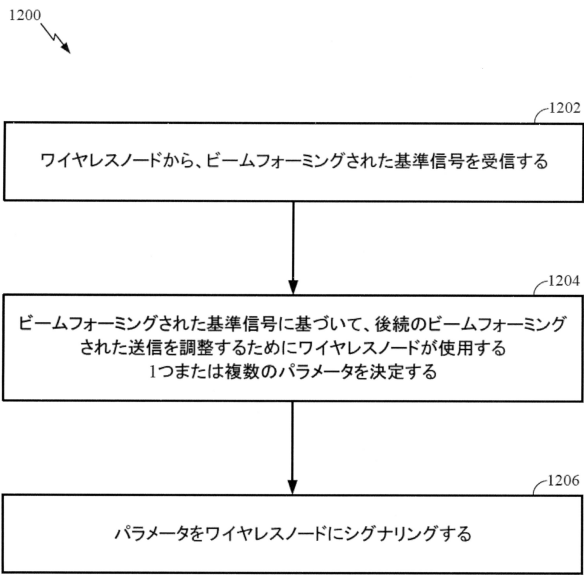 1200
1202
ワイヤレスノードから、ビームフォーミングされた基準信号を受信する
1204
ビームフォーミングされた基準信号に基づいて、後続のビームフォーミング
された送信を調整するためにワイヤレスノードが使用する
1つまたは複数のパラメータを決定する
1206
パラメータをワイヤレスノードにシグナリングする